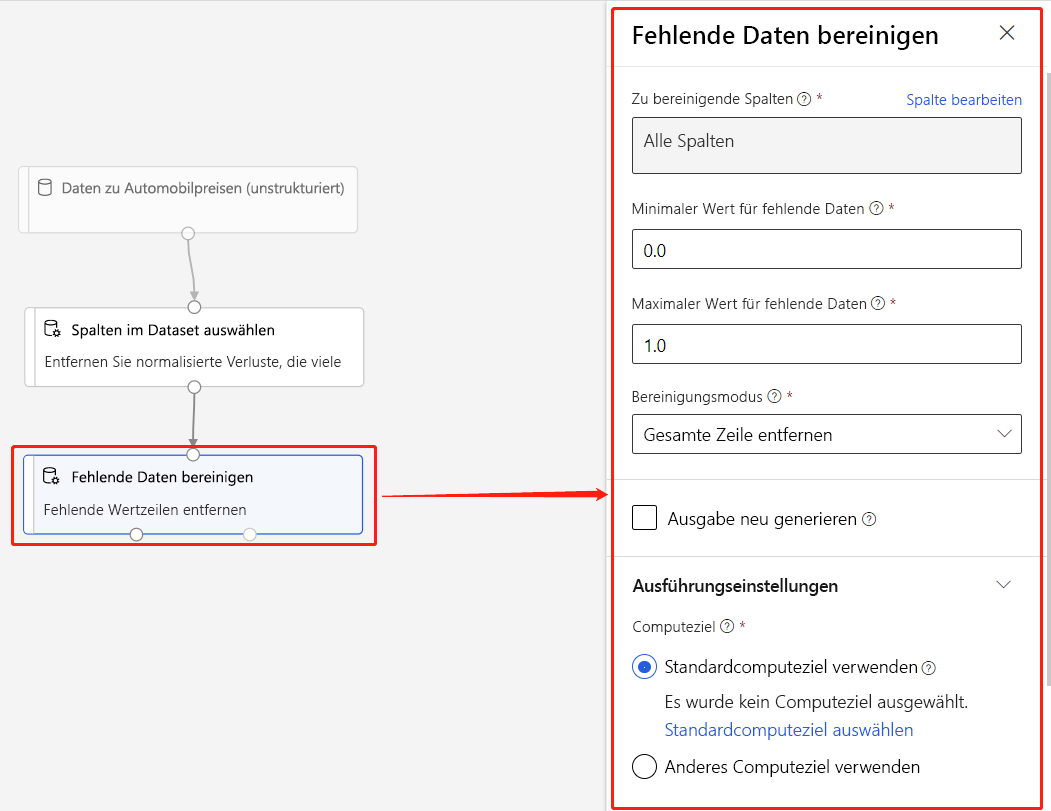 Daten zu Automobilpreisen (unstrukturiert)
Spalten im Dataset auswählen
Entfernen Sie normalisierte Verluste, die viele
Fehlende Daten bereinigen
Fehlende Wertzeilen entfernen
Fehlende Daten bereinigen
Zu bereinigende Spalten *
Spalte bearbeiten
Alle Spalten
Minimaler Wert für fehlende Daten *
0.0
Maximaler Wert für fehlende Daten *
1.0
Bereinigungsmodus *
Gesamte Zeile entfernen
Ausgabe neu generieren
Ausführungseinstellungen
Computeziel *
Standardcomputeziel verwenden
Es wurde kein Computeziel ausgewählt.
Standardcomputeziel auswählen
Anderes Computeziel verwenden